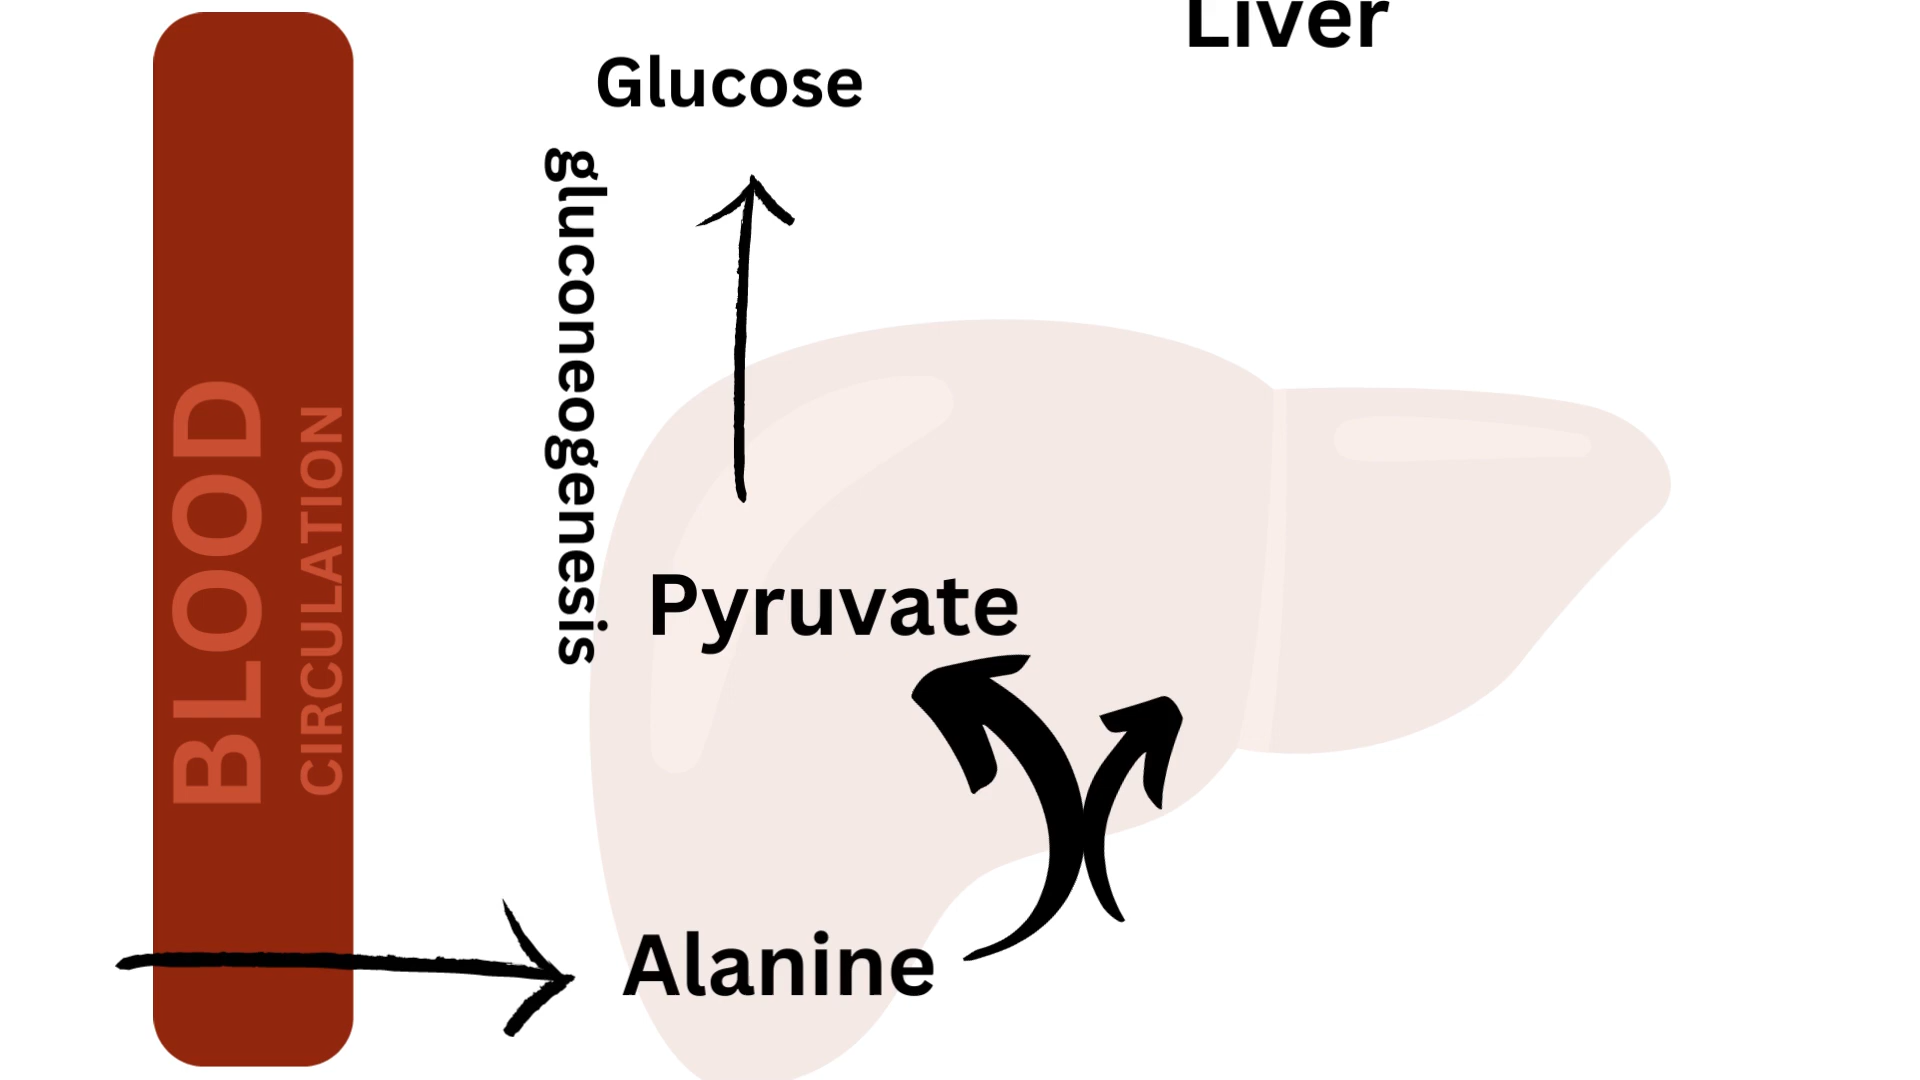 Liver
Glucose
gluconeogenesis
BLOOD
CIRCULATION
Pyruvate
Alanine